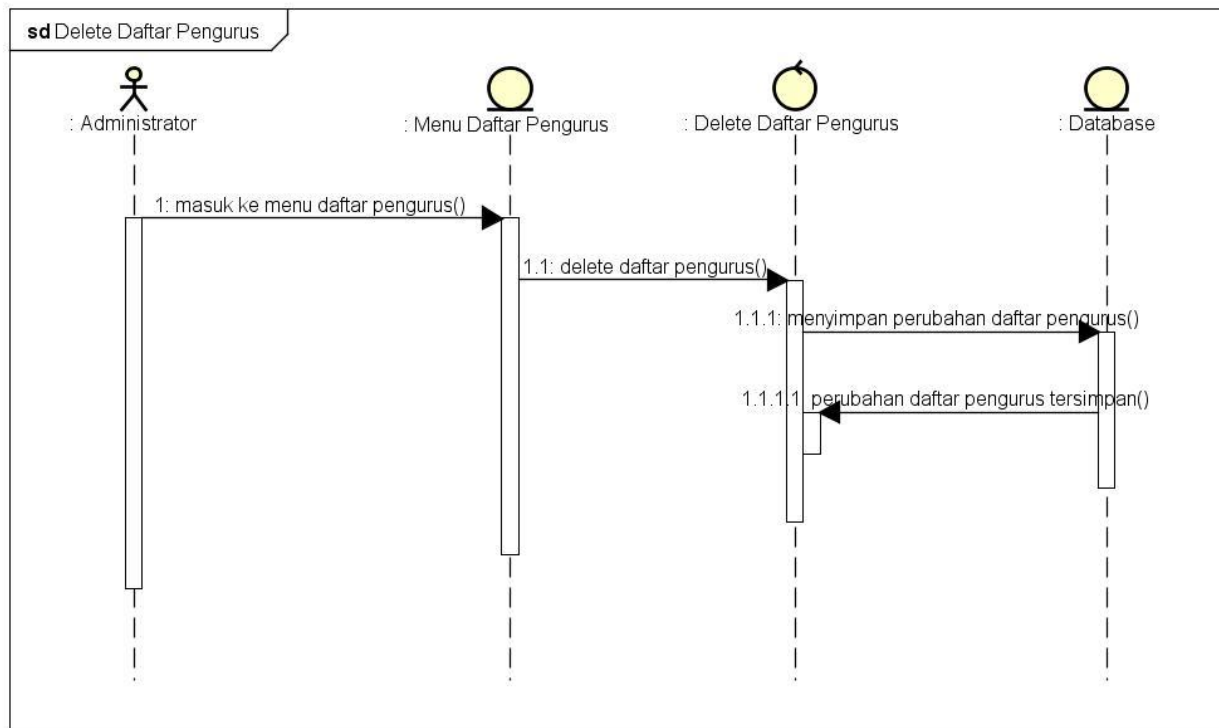 sd Delete Daftar Pengurus
: Administrator
: Menu Daftar Pengurus
: Delete Daftar Pengurus
: Database
1: masuk ke menu daftar pengurus()
1.1: delete daftar pengurus()
1.1.1: menyimpan perubahan daftar pengurus()
1.1.1.1: perubahan daftar pengurus tersimpan()